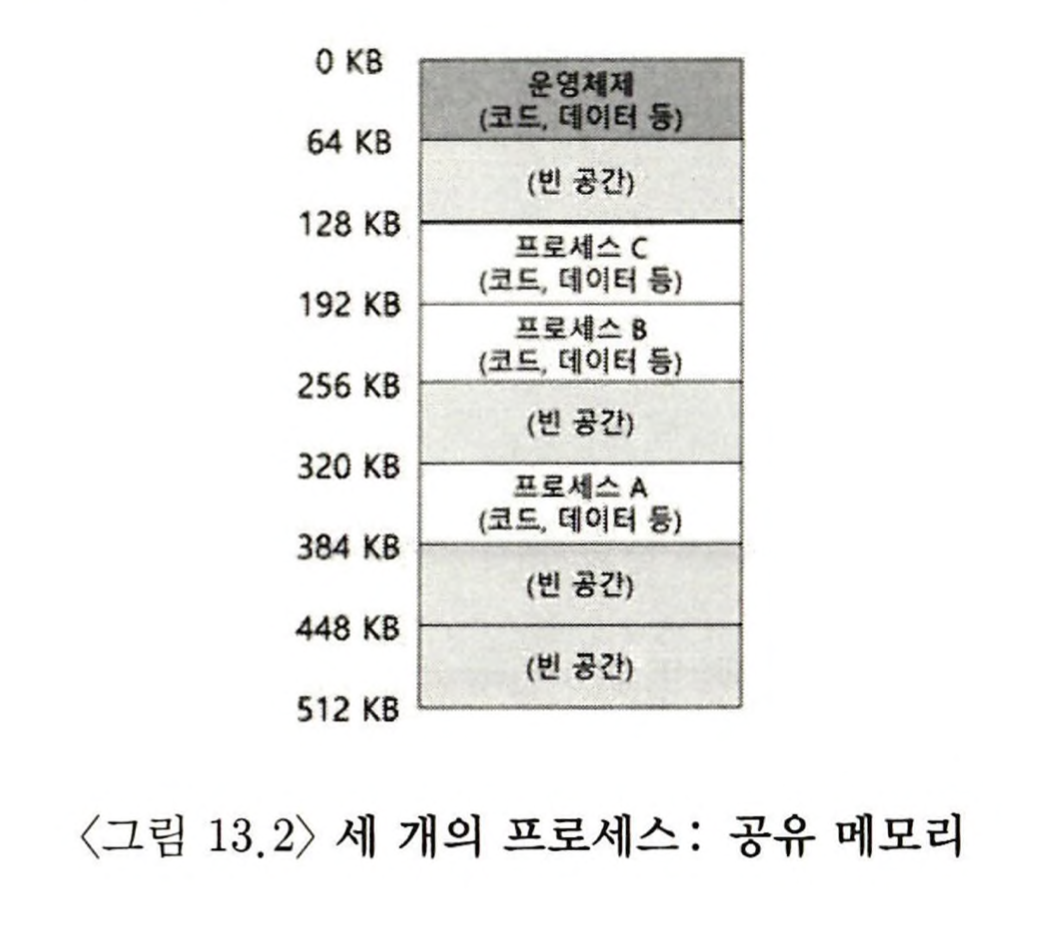 0 KB
운영체제
(코드, 데이터 등)
64 KB
(빈 공간)
128 KB
프로세스 C
(코드, 데이터 등)
192 KB
프로세스 B
(코드, 데이터 등)
256 KB
(빈 공간)
320 KB
프로세스 A
(코드, 데이터 등)
384 KB
(빈 공간)
448 KB
(빈 공간)
512 KB
〈그림 13.2〉 세 개의 프로세스: 공유 메모리